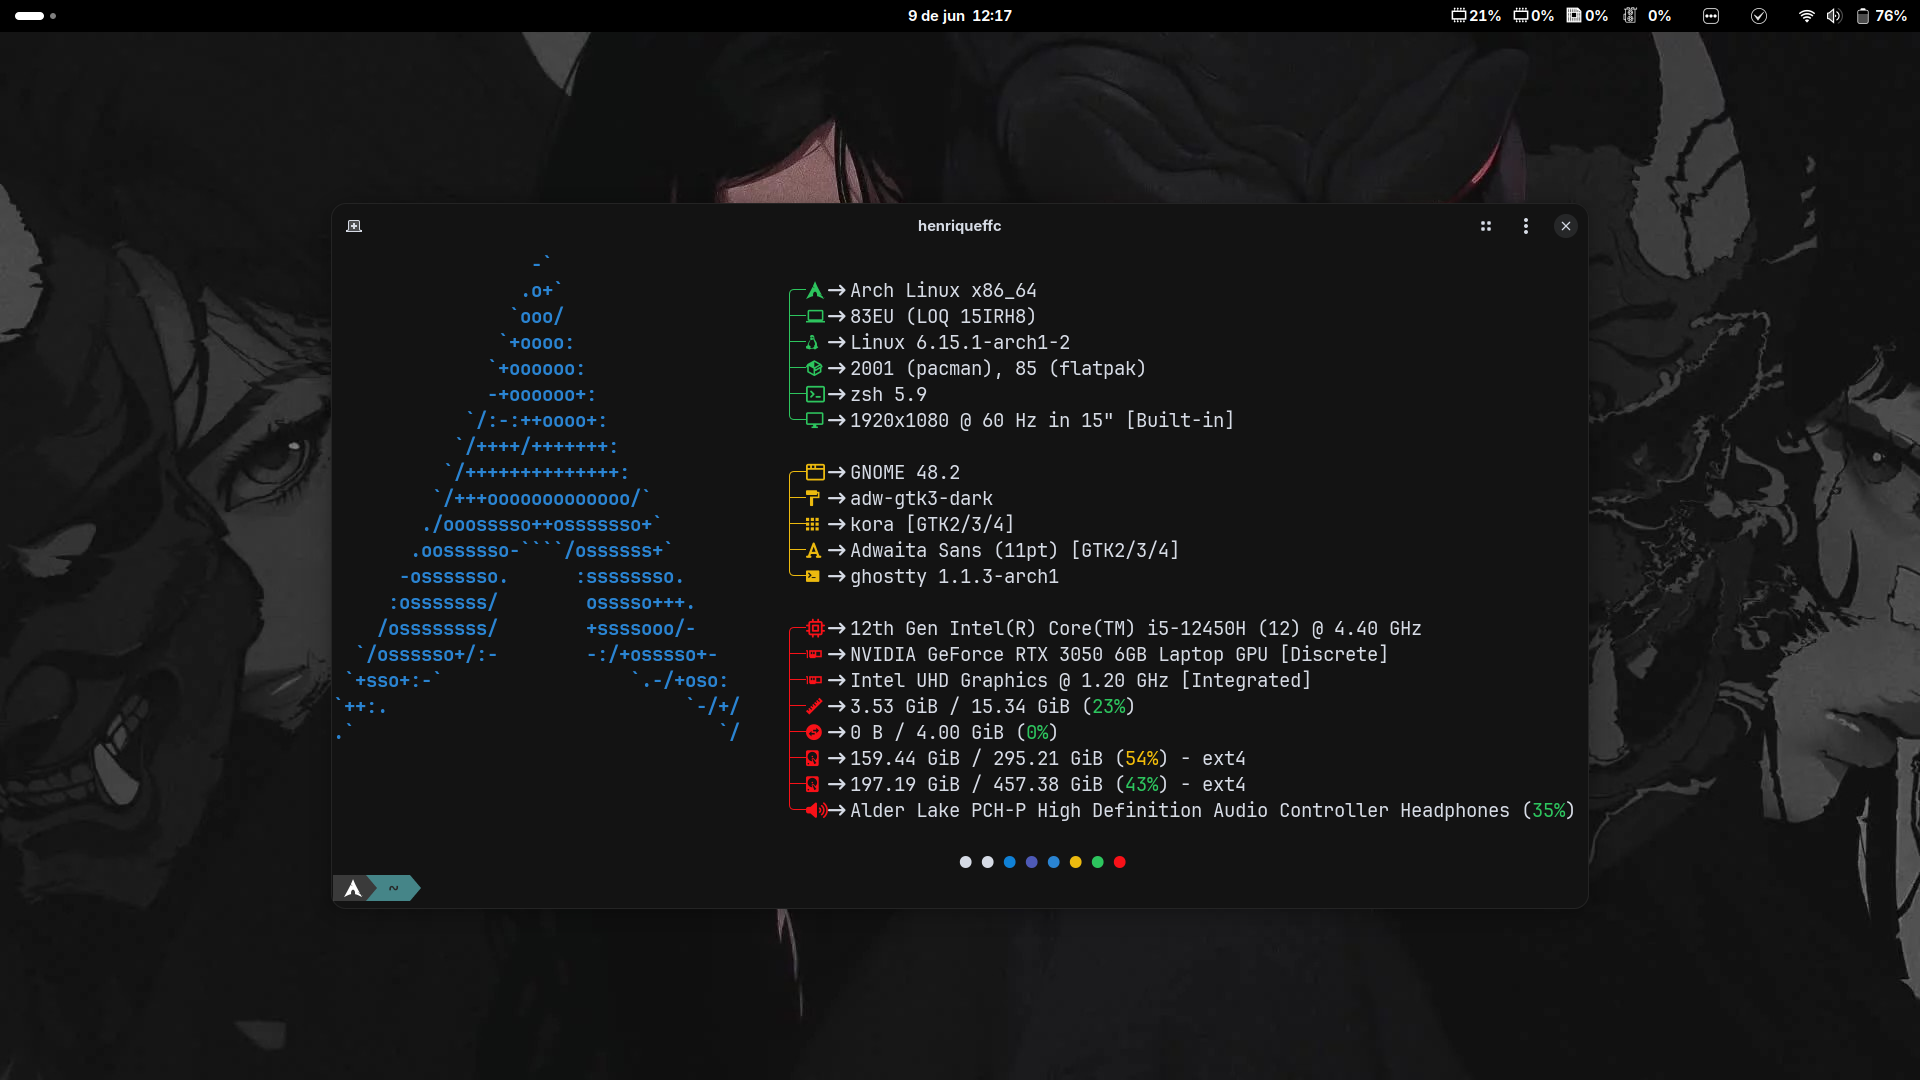 9 de jun 12:17
21% 0% 0% 0% 76%
henriqueffc
-`
.o+`
`ooo/
`+oooo:
`+oooooo:
-+oooooo+:
`/:-:++oooo+:
`/++++/+++++++:
`/++++++++++++++:
`/+++ooooooooooooo/`
./ooosssso++osssssso+`
.oossssso-````/ossssss+`
-osssssso.      :ssssssso.
:osssssss/        osssso+++.
/ossssssss/        +ssssooo/-
`/ossssso+/:-        -:/+osssso+-
`+sso+:-`                 `.-/+oso:
`++:.                           `-/+/
.`                                 `/
Arch Linux x86_64
83EU (LOQ 15IRH8)
Linux 6.15.1-arch1-2
2001 (pacman), 85 (flatpak)
zsh 5.9
1920x1080 @ 60 Hz in 15" [Built-in]
GNOME 48.2
adw-gtk3-dark
kora [GTK2/3/4]
Adwaita Sans (11pt) [GTK2/3/4]
ghostty 1.1.3-arch1
12th Gen Intel(R) Core(TM) i5-12450H (12) @ 4.40 GHz
NVIDIA GeForce RTX 3050 6GB Laptop GPU [Discrete]
Intel UHD Graphics @ 1.20 GHz [Integrated]
3.53 GiB / 15.34 GiB (23%)
0 B / 4.00 GiB (0%)
159.44 GiB / 295.21 GiB (54%) - ext4
197.19 GiB / 457.38 GiB (43%) - ext4
Alder Lake PCH-P High Definition Audio Controller Headphones (35%)
~